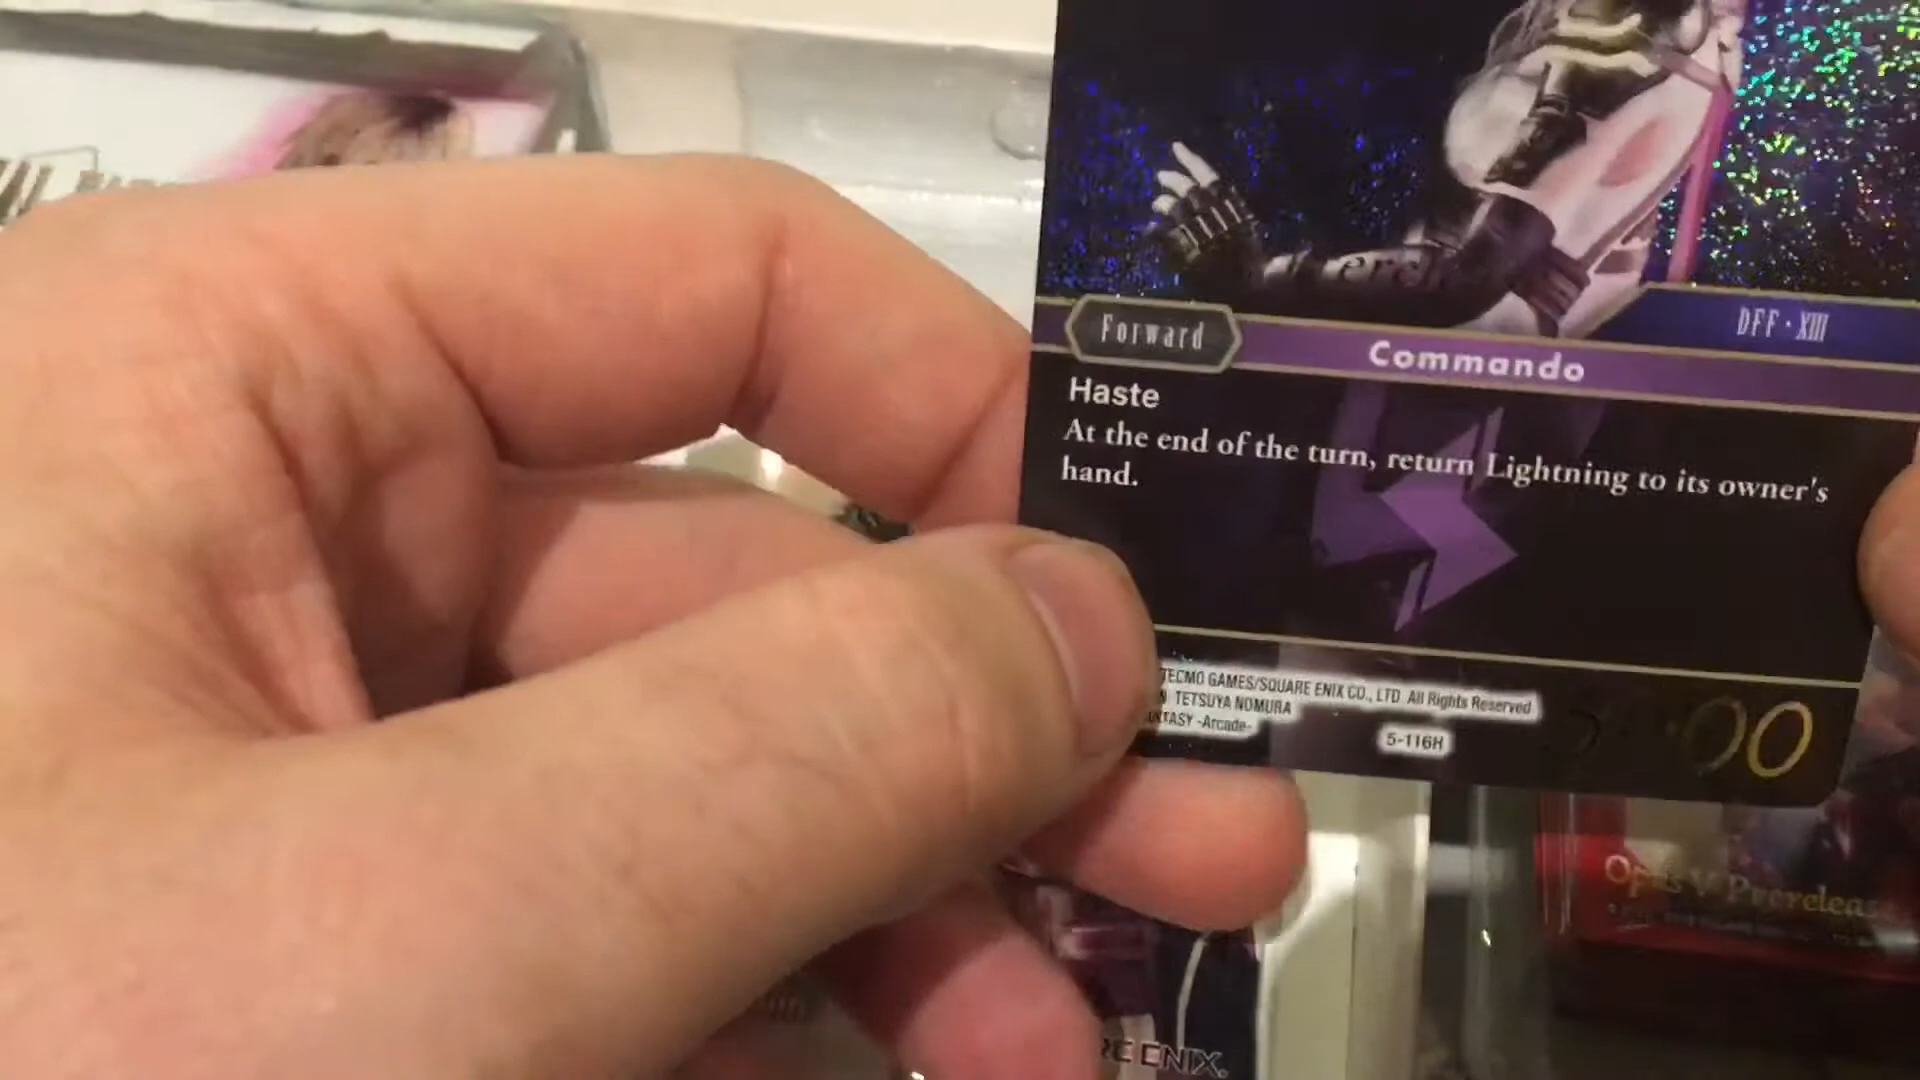 DFF · XIII
Forward
Commando
Haste
At the end of the turn, return Lightning to its owner's
hand.
TECMO GAMES/SQUARE ENIX CO., LTD. All Rights Reserved
TETSUYA NOMURA
-Arcade-
5-116H
Opus V Prerelease
ENIX.